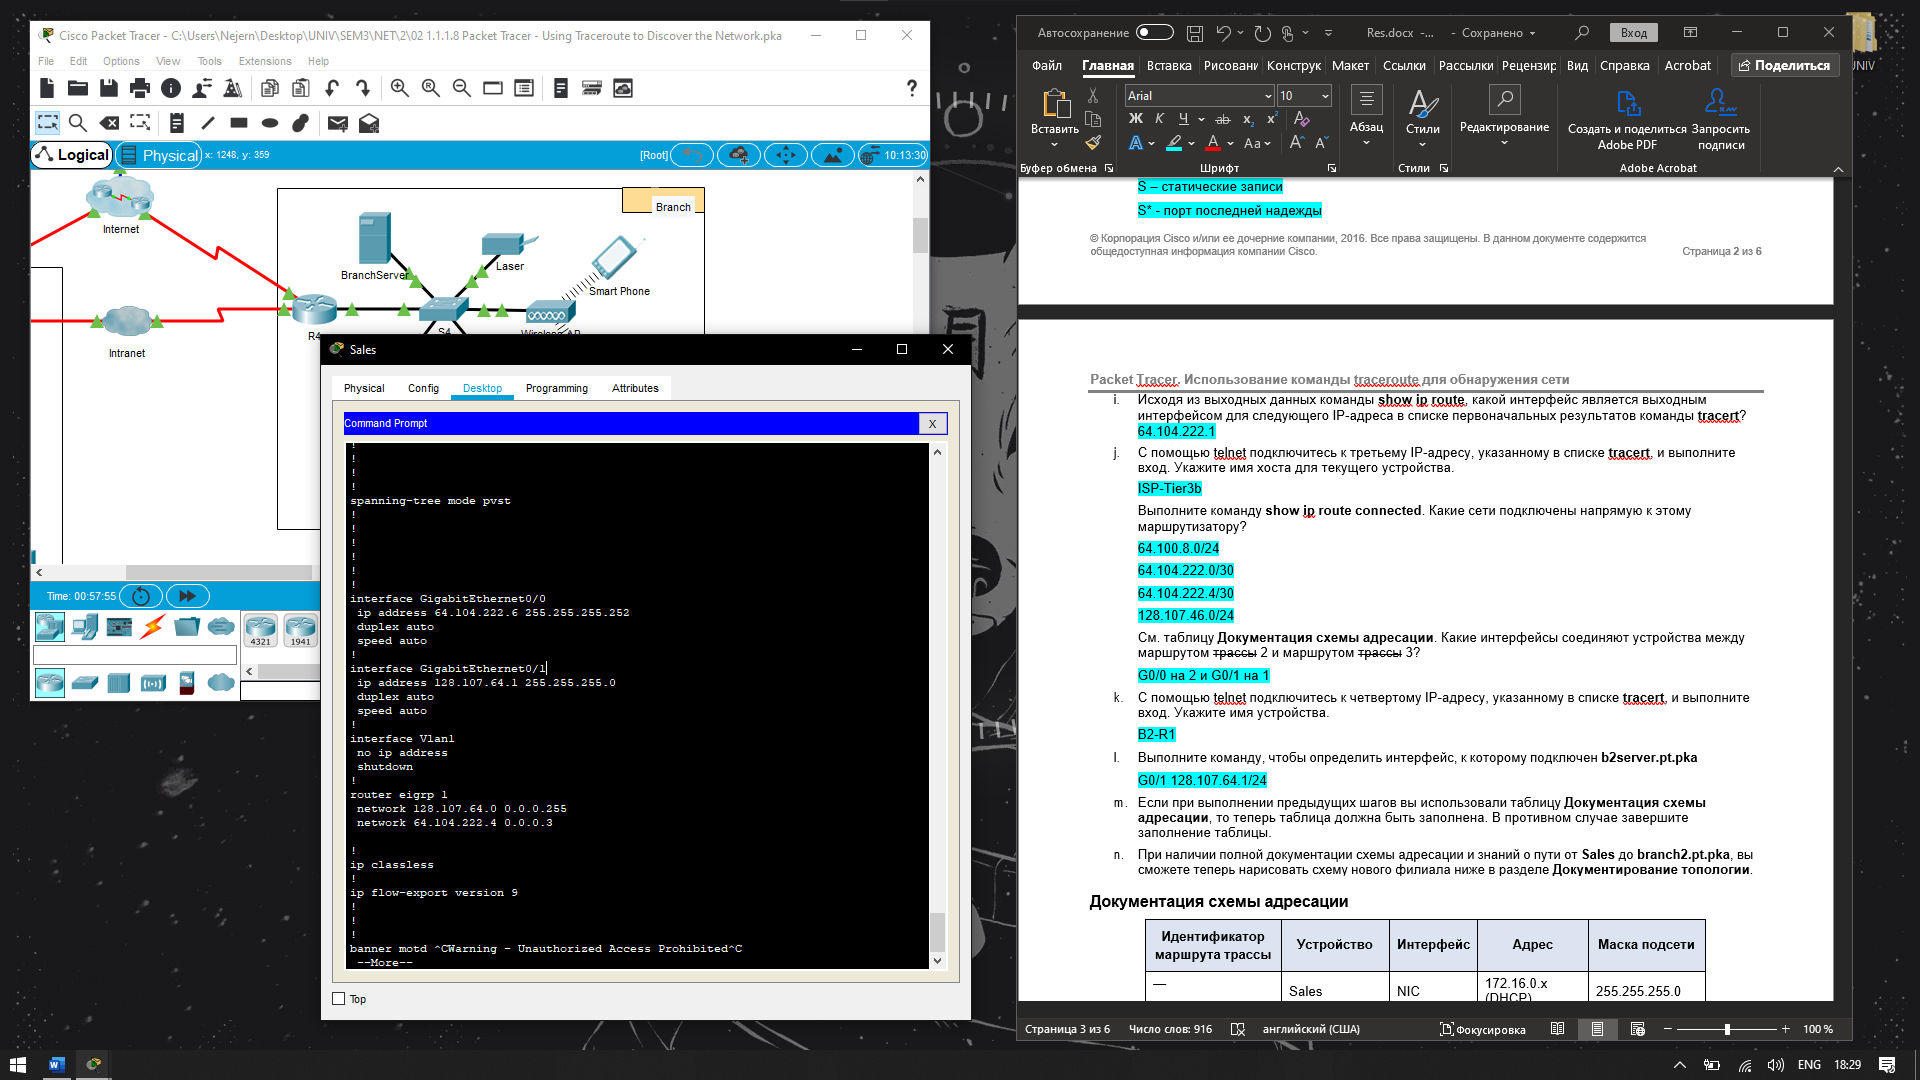 Cisco Packet Tracer - C:\Users\Nejern\Desktop\UNIV\SEM3\NET\2\02 1.1.1.8 Packet Tracer - Using Traceroute to Discover the Network.pka
File Edit Options View Tools Extensions Help
Logical Physical x: 1248, y: 359 [Root] 10:13:30
Branch
Internet
BranchServer
Laser
Smart Phone
R4
S4
Intranet
Time: 00:57:55
4321 1941
Sales
Physical Config Desktop Programming Attributes
Command Prompt X
!
!
!
!
spanning-tree mode pvst
!
!
!
!
!
!
interface GigabitEthernet0/0
ip address 64.104.222.6 255.255.255.252
duplex auto
speed auto
!
interface GigabitEthernet0/1
ip address 128.107.64.1 255.255.255.0
duplex auto
speed auto
!
interface Vlan1
no ip address
shutdown
!
router eigrp 1
network 128.107.64.0 0.0.0.255
network 64.104.222.4 0.0.0.3
!
ip classless
!
ip flow-export version 9
!
!
!
banner motd ^CWarning - Unauthorized Access Prohibited^C
--More--
Top
Автосохранение Res.docx -... - Сохранено Вход
Файл Главная Вставка Рисовани Конструк Макет Ссылки Рассылки Рецензир Вид Справка Acrobat Поделиться
Вставить
Arial 10
Ж К Ч ab x₂ x²
Абзац
Стили
Редактирование
Создать и поделиться Adobe PDF
Запросить подписи
Буфер обмена Шрифт Стили Adobe Acrobat
S – статические записи
S* - порт последней надежды
© Корпорация Cisco и/или ее дочерние компании, 2016. Все права защищены. В данном документе содержится
общедоступная информация компании Cisco. Страница 2 из 6
Packet Tracer. Использование команды traceroute для обнаружения сети
i. Исходя из выходных данных команды show ip route, какой интерфейс является выходным
интерфейсом для следующего IP-адреса в списке первоначальных результатов команды tracert?
64.104.222.1
j. С помощью telnet подключитесь к третьему IP-адресу, указанному в списке tracert, и выполните
вход. Укажите имя хоста для текущего устройства.
ISP-Tier3b
Выполните команду show ip route connected. Какие сети подключены напрямую к этому
маршрутизатору?
64.100.8.0/24
64.104.222.0/30
64.104.222.4/30
128.107.46.0/24
См. таблицу Документация схемы адресации. Какие интерфейсы соединяют устройства между
маршрутом трассы 2 и маршрутом трассы 3?
G0/0 на 2 и G0/1 на 1
k. С помощью telnet подключитесь к четвертому IP-адресу, указанному в списке tracert, и выполните
вход. Укажите имя устройства.
B2-R1
l. Выполните команду, чтобы определить интерфейс, к которому подключен b2server.pt.pka
G0/1 128.107.64.1/24
m. Если при выполнении предыдущих шагов вы использовали таблицу Документация схемы
адресации, то теперь таблица должна быть заполнена. В противном случае завершите
заполнение таблицы.
n. При наличии полной документации схемы адресации и знаний о пути от Sales до branch2.pt.pka, вы
сможете теперь нарисовать схему нового филиала ниже в разделе Документирование топологии.
Документация схемы адресации
Идентификатор маршрута трассы Устройство Интерфейс Адрес Маска подсети
— Sales NIC 172.16.0.x (DHCP) 255.255.255.0
Страница 3 из 6 Число слов: 916 английский (США) Фокусировка 100 %
UNIV
ENG 18:29